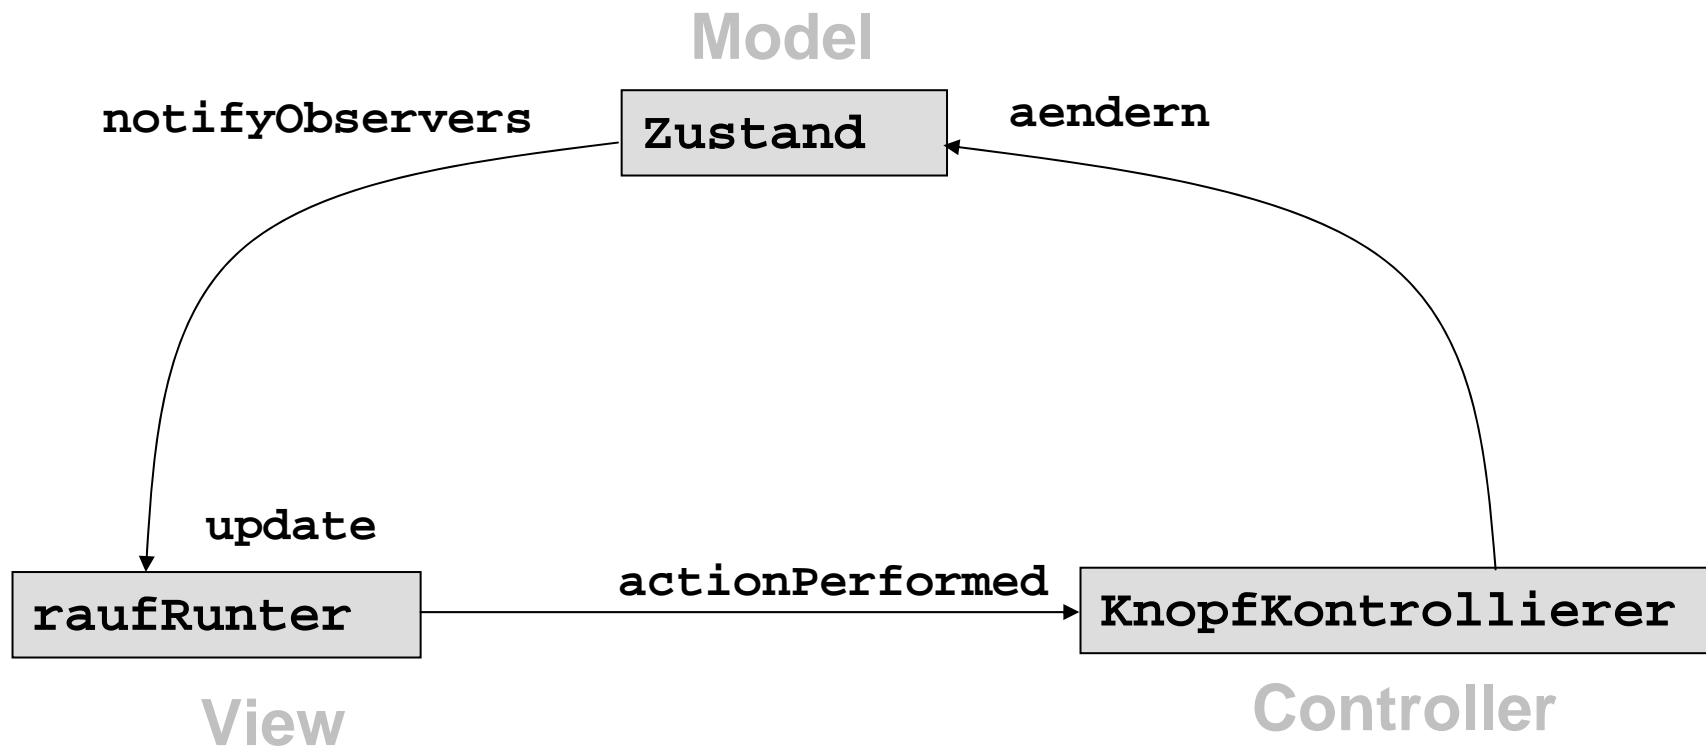 Model
notifyObservers
Zustand
aendern
update
actionPerformed
raufRunter
KnopfKontrollierer
View
Controller